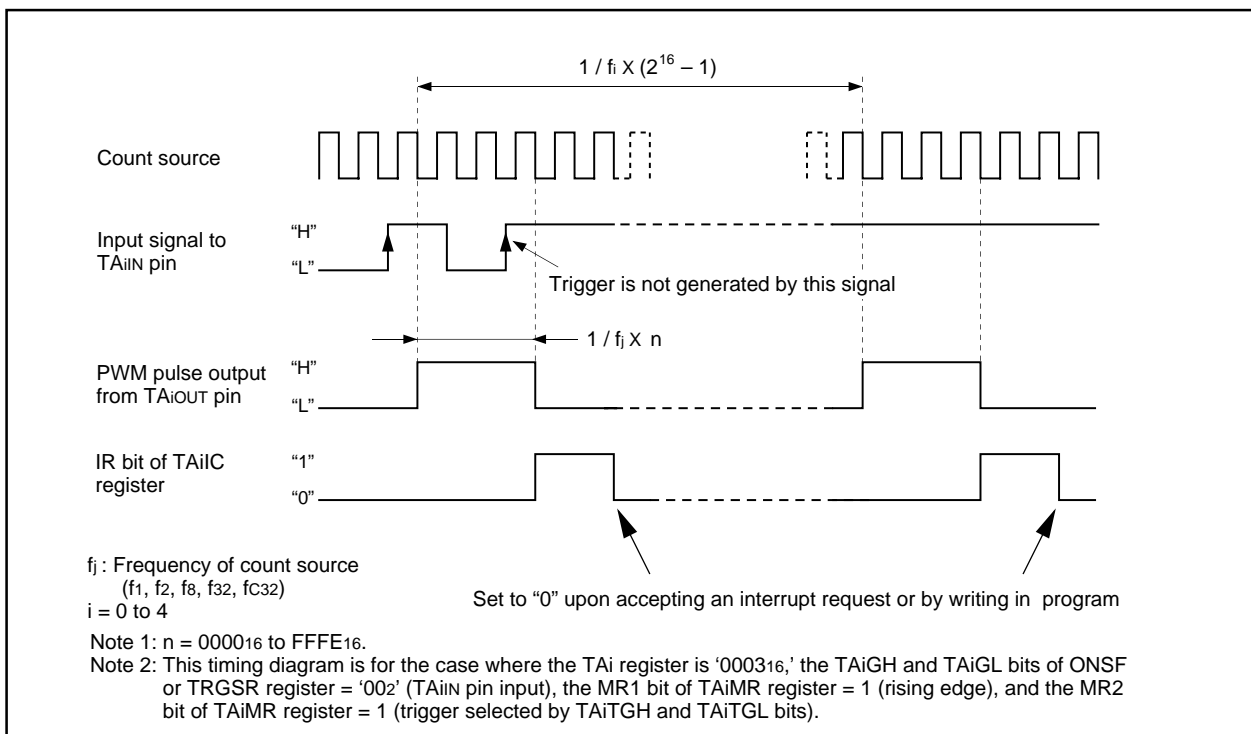 1 / fi X (2^16 – 1)
Count source
Input signal to
TAiIN pin
“H”
“L”
Trigger is not generated by this signal
1 / fj X n
PWM pulse output
from TAiOUT pin
“H”
“L”
IR bit of TAiIC
register
“1”
“0”
fj : Frequency of count source
(f1, f2, f8, f32, fC32)
i = 0 to 4
Set to “0” upon accepting an interrupt request or by writing in program
Note 1: n = 000016 to FFFE16.
Note 2: This timing diagram is for the case where the TAi register is ‘000316,’ the TAiGH and TAiGL bits of ONSF
or TRGSR register = ‘002’ (TAiIN pin input), the MR1 bit of TAiMR register = 1 (rising edge), and the MR2
bit of TAiMR register = 1 (trigger selected by TAiTGH and TAiTGL bits).